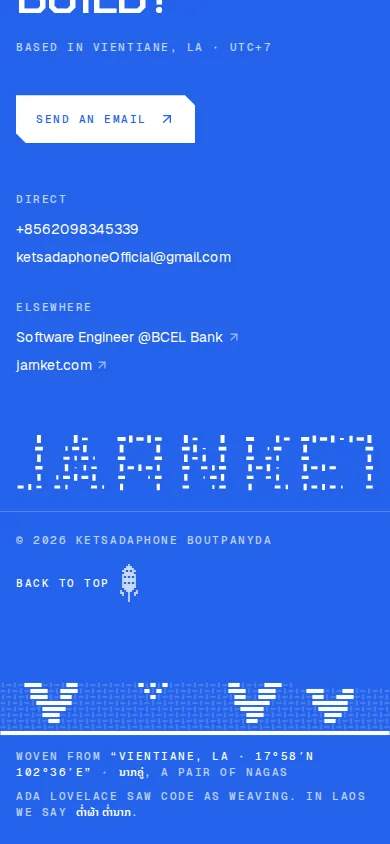 BUILD?
BASED IN VIENTIANE, LA · UTC+7
SEND AN EMAIL ↗
DIRECT
+8562098345339
ketsadaphoneOfficial@gmail.com
ELSEWHERE
Software Engineer @BCEL Bank ↗
jarnket.com ↗
© 2026 KETSADAPHONE BOUTPANYDA
BACK TO TOP
WOVEN FROM “VIENTIANE, LA · 17°58′N
102°36′E” · ນາກຄູ່, A PAIR OF NAGAS
ADA LOVELACE SAW CODE AS WEAVING. IN LAOS
WE SAY ຕ່ຳຜ້າ ຕ່ຳນາກ.